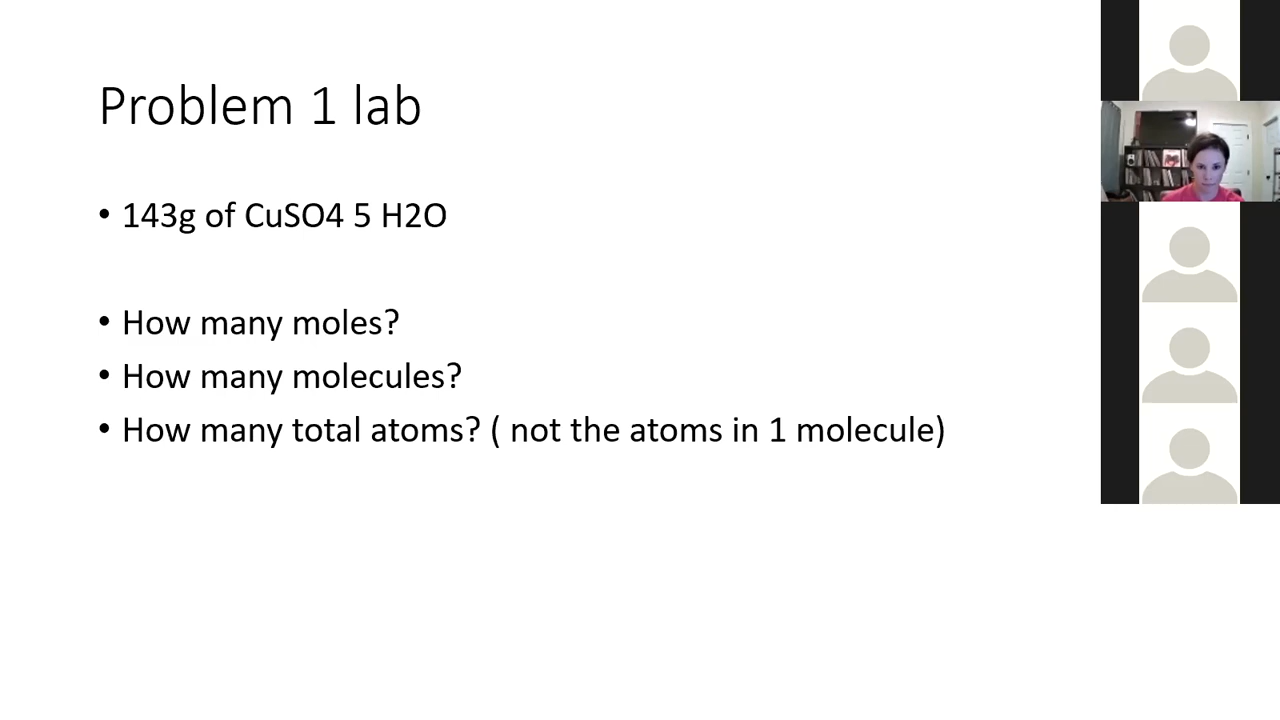 Problem 1 lab
• 143g of CuSO4 5 H2O
• How many moles?
• How many molecules?
• How many total atoms? ( not the atoms in 1 molecule)